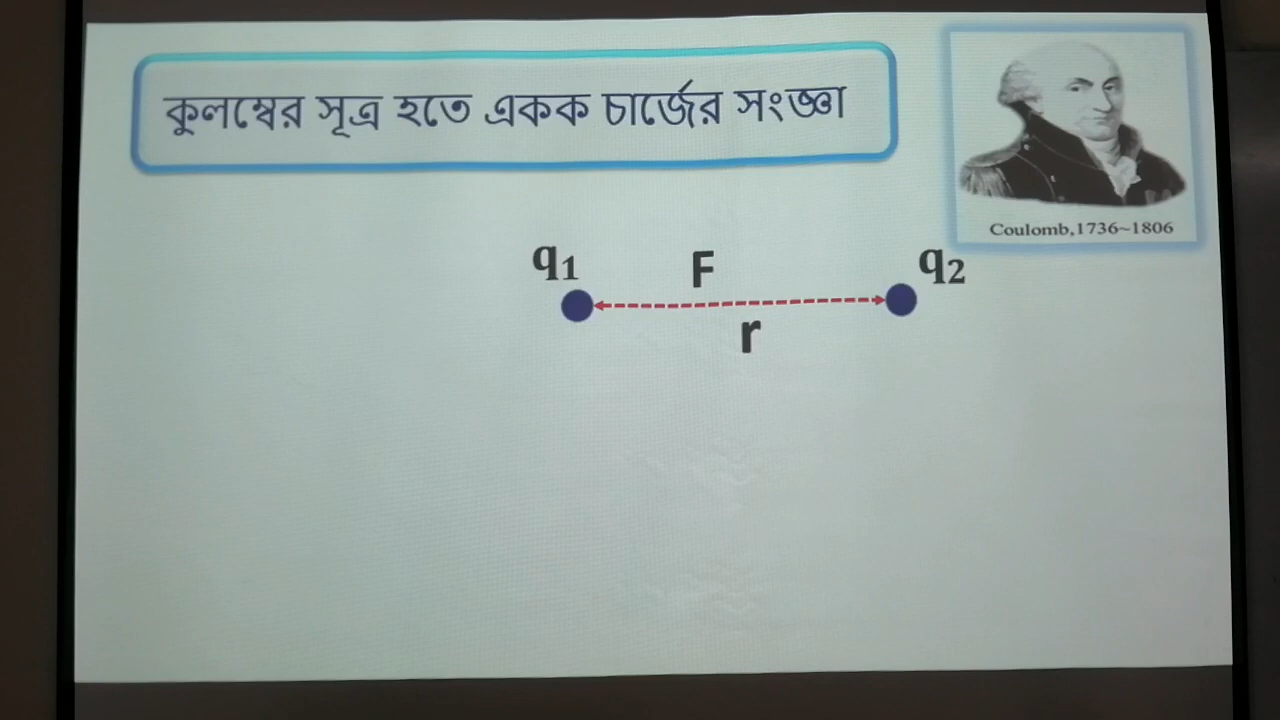 কুলম্বের সূত্র হতে একক চার্জের সংজ্ঞা
Coulomb,1736~1806
q1
F
q2
r